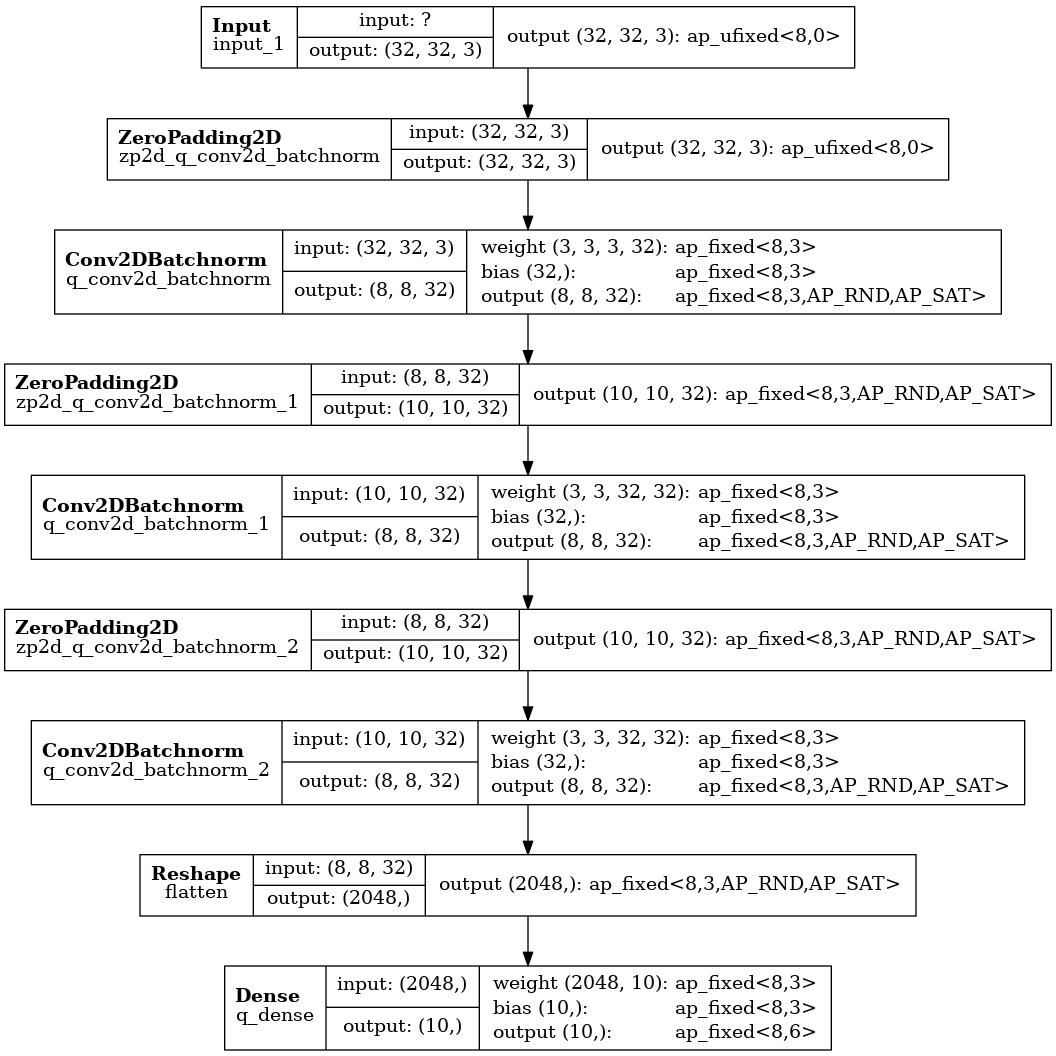 Input
input_1
input: ?
output: (32, 32, 3)
output (32, 32, 3): ap_ufixed<8,0>
ZeroPadding2D
zp2d_q_conv2d_batchnorm
input: (32, 32, 3)
output: (32, 32, 3)
output (32, 32, 3): ap_ufixed<8,0>
Conv2DBatchnorm
q_conv2d_batchnorm
input: (32, 32, 3)
output: (8, 8, 32)
weight (3, 3, 3, 32): ap_fixed<8,3>
bias (32,): ap_fixed<8,3>
output (8, 8, 32): ap_fixed<8,3,AP_RND,AP_SAT>
ZeroPadding2D
zp2d_q_conv2d_batchnorm_1
input: (8, 8, 32)
output: (10, 10, 32)
output (10, 10, 32): ap_fixed<8,3,AP_RND,AP_SAT>
Conv2DBatchnorm
q_conv2d_batchnorm_1
input: (10, 10, 32)
output: (8, 8, 32)
weight (3, 3, 32, 32): ap_fixed<8,3>
bias (32,): ap_fixed<8,3>
output (8, 8, 32): ap_fixed<8,3,AP_RND,AP_SAT>
ZeroPadding2D
zp2d_q_conv2d_batchnorm_2
input: (8, 8, 32)
output: (10, 10, 32)
output (10, 10, 32): ap_fixed<8,3,AP_RND,AP_SAT>
Conv2DBatchnorm
q_conv2d_batchnorm_2
input: (10, 10, 32)
output: (8, 8, 32)
weight (3, 3, 32, 32): ap_fixed<8,3>
bias (32,): ap_fixed<8,3>
output (8, 8, 32): ap_fixed<8,3,AP_RND,AP_SAT>
Reshape
flatten
input: (8, 8, 32)
output: (2048,)
output (2048,): ap_fixed<8,3,AP_RND,AP_SAT>
Dense
q_dense
input: (2048,)
output: (10,)
weight (2048, 10): ap_fixed<8,3>
bias (10,): ap_fixed<8,3>
output (10,): ap_fixed<8,6>